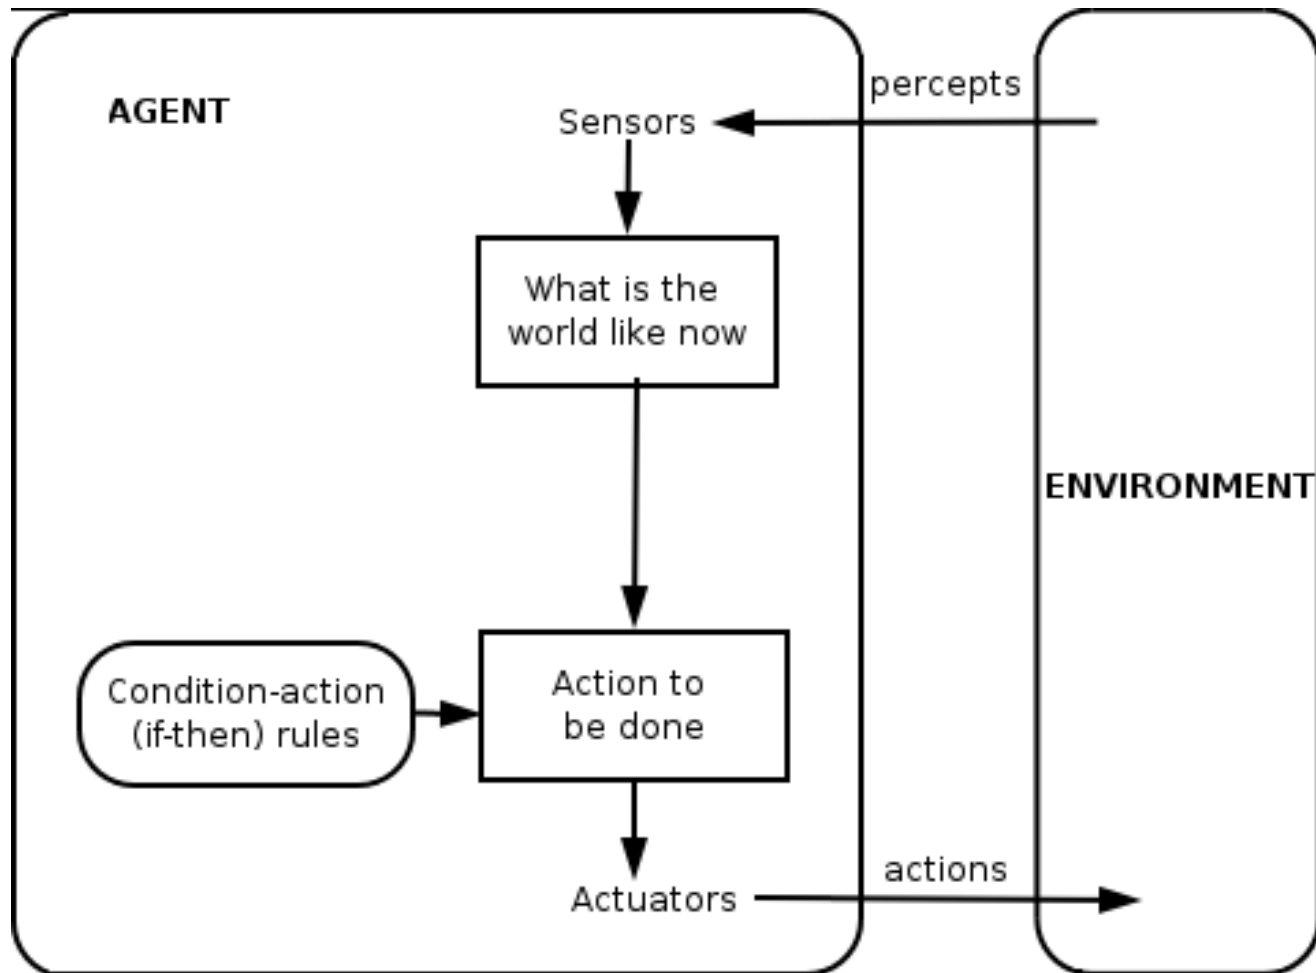 AGENT
percepts
Sensors
What is the
world like now
ENVIRONMENT
Condition-action
(if-then) rules
Action to
be done
actions
Actuators